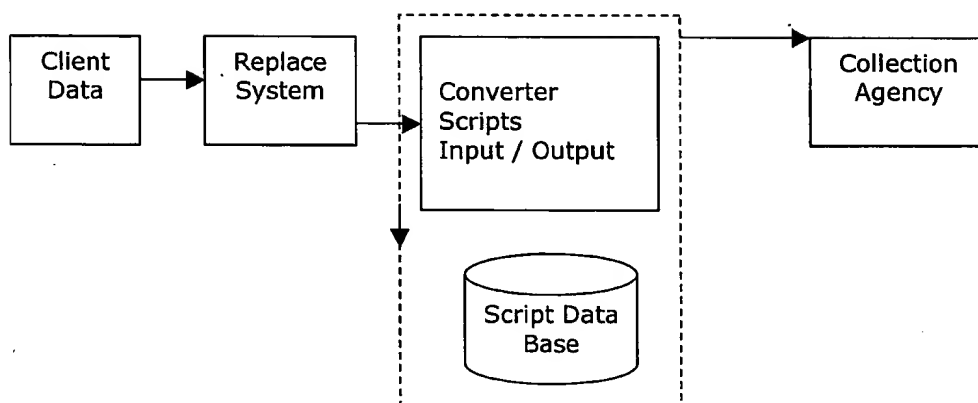 Client
Data
Replace
System
Converter
Scripts
Input / Output
Collection
Agency
Script Data
Base